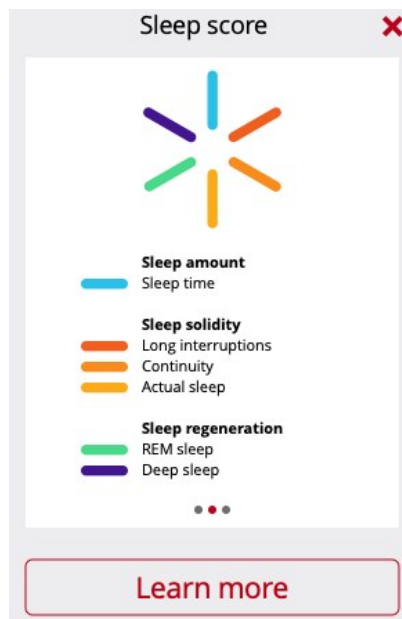 Sleep score
Sleep amount
Sleep time
Sleep solidity
Long interruptions
Continuity
Actual sleep
Sleep regeneration
REM sleep
Deep sleep
Learn more